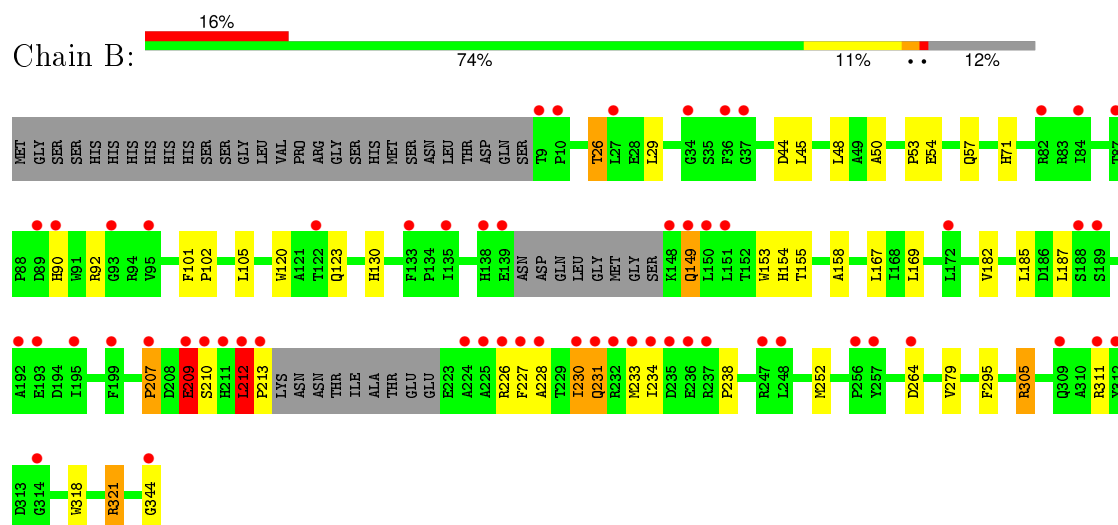 16%
Chain B:
74% 11% • • 12%
MET GLY SER SER HIS HIS HIS HIS HIS HIS SER SER GLY LEU VAL PRO ARG GLY SER HIS MET SER ASN LEU THR ASP GLN SER T9 P10 T26 L27 E28 L29 G34 S35 F36 G37 D44 L45 L48 A49 A50 P53 E54 Q57 H71 R82 R83 I84 T87
P88 D89 H90 W91 R92 G93 R94 V95 F101 P102 L105 W120 A121 T122 Q123 H130 F133 P134 I135 H138 E139 ASN ASP GLN LEU GLY MET GLY SER K148 Q149 L150 L151 T152 W153 H154 T155 A158 L167 I168 L169 L172 V182 L185 D186 L187 S188 S189
A192 E193 D194 I195 F199 P207 D208 E209 S210 H211 L212 P213 LYS ASN ASN THR ILE ALA THR GLU GLU E223 A224 A225 R226 F227 A228 T229 I230 Q231 R232 M233 I234 D235 E236 R237 P238 R247 L248 M252 P256 Y257 D264 V279 F295 R305 Q309 A310 R311 Y312
D313 G314 W318 R321 G344